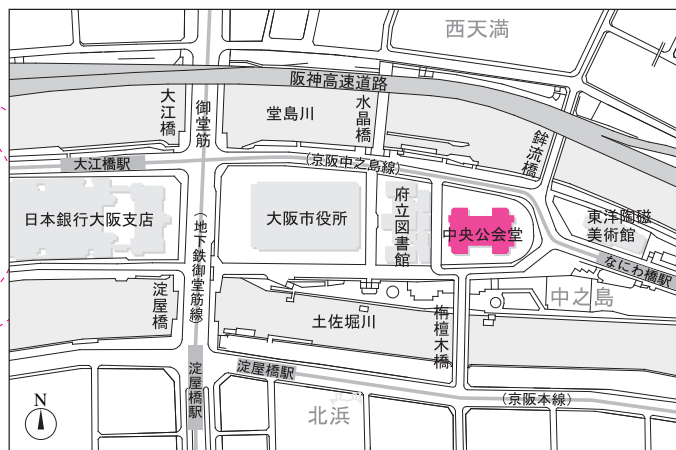 西天満
阪神高速道路
大江橋
御堂筋
堂島川
水晶橋
鉾流橋
大江橋駅
(京阪中之島線)
日本銀行大阪支店
(地下鉄御堂筋線)
大阪市役所
府立図書館
中央公会堂
東洋陶磁
美術館
なにわ橋駅
中之島
淀屋橋
土佐堀川
栴檀木橋
淀屋橋駅
淀屋橋駅
(京阪本線)
北浜
N